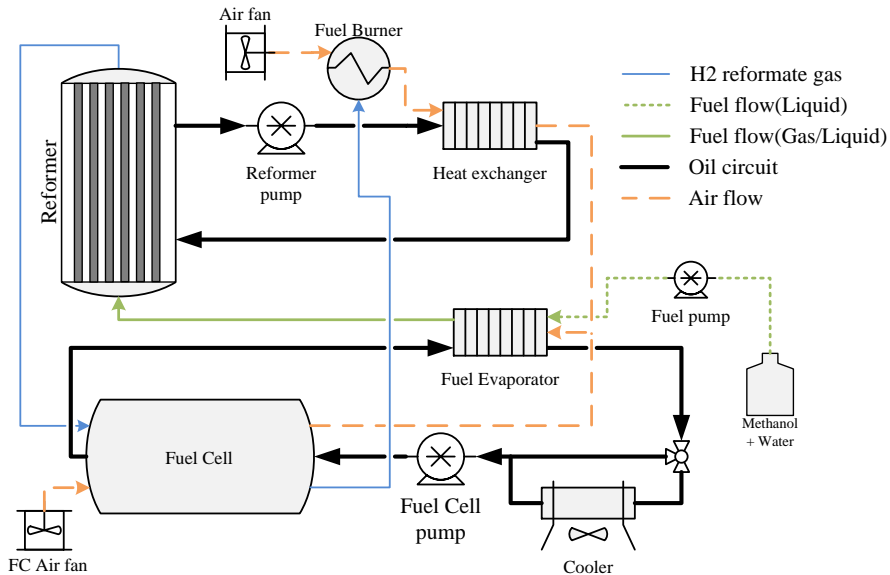 Air fan
Fuel Burner
H2 reformate gas
Fuel flow(Liquid)
Fuel flow(Gas/Liquid)
Oil circuit
Air flow
Reformer
Reformer
pump
Heat exchanger
Fuel pump
Fuel Evaporator
Methanol
+ Water
Fuel Cell
Fuel Cell
pump
FC Air fan
Cooler